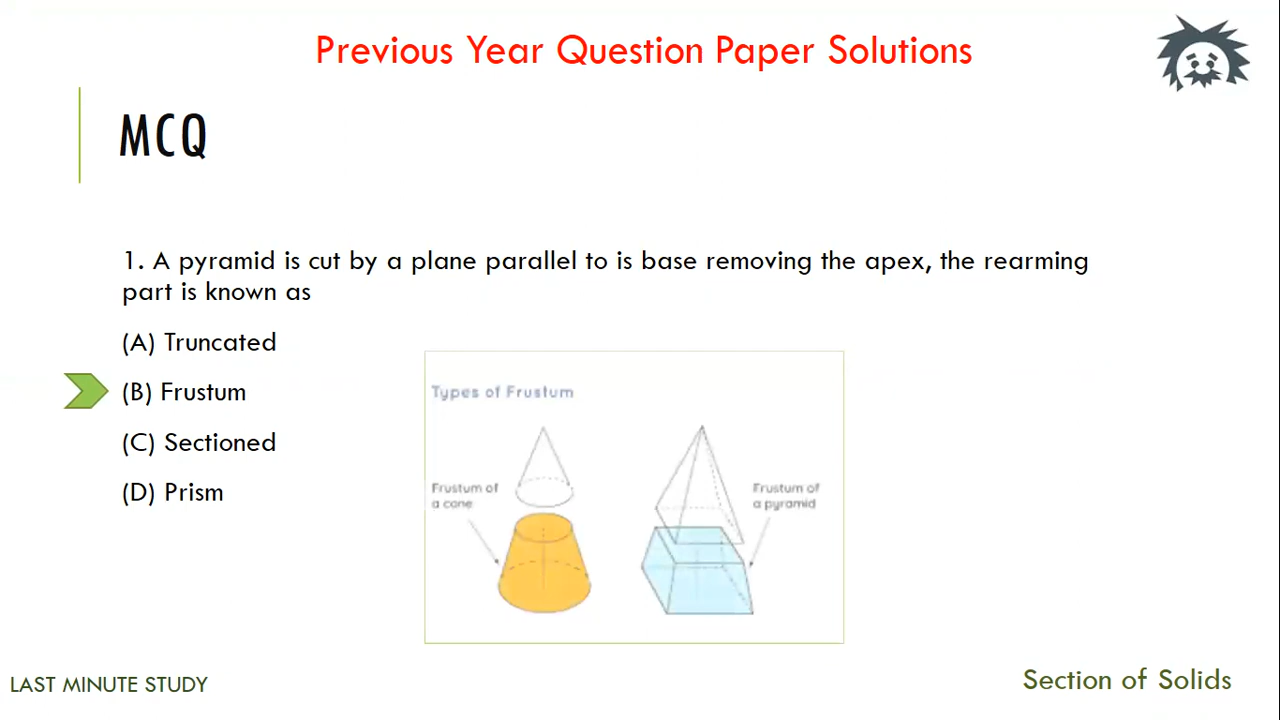 Previous Year Question Paper Solutions
MCQ
1. A pyramid is cut by a plane parallel to is base removing the apex, the rearming
part is known as
(A) Truncated
(B) Frustum
(C) Sectioned
(D) Prism
Types of Frustum
Frustum of
a cone
Frustum of
a pyramid
LAST MINUTE STUDY
Section of Solids